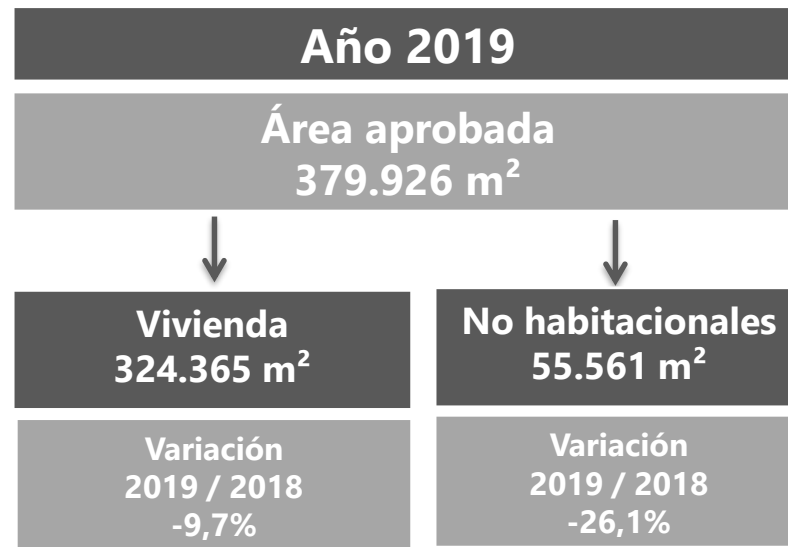 Año 2019
Área aprobada
379.926 m²
Vivienda
324.365 m²
No habitacionales
55.561 m²
Variación
2019 / 2018
-9,7%
Variación
2019 / 2018
-26,1%